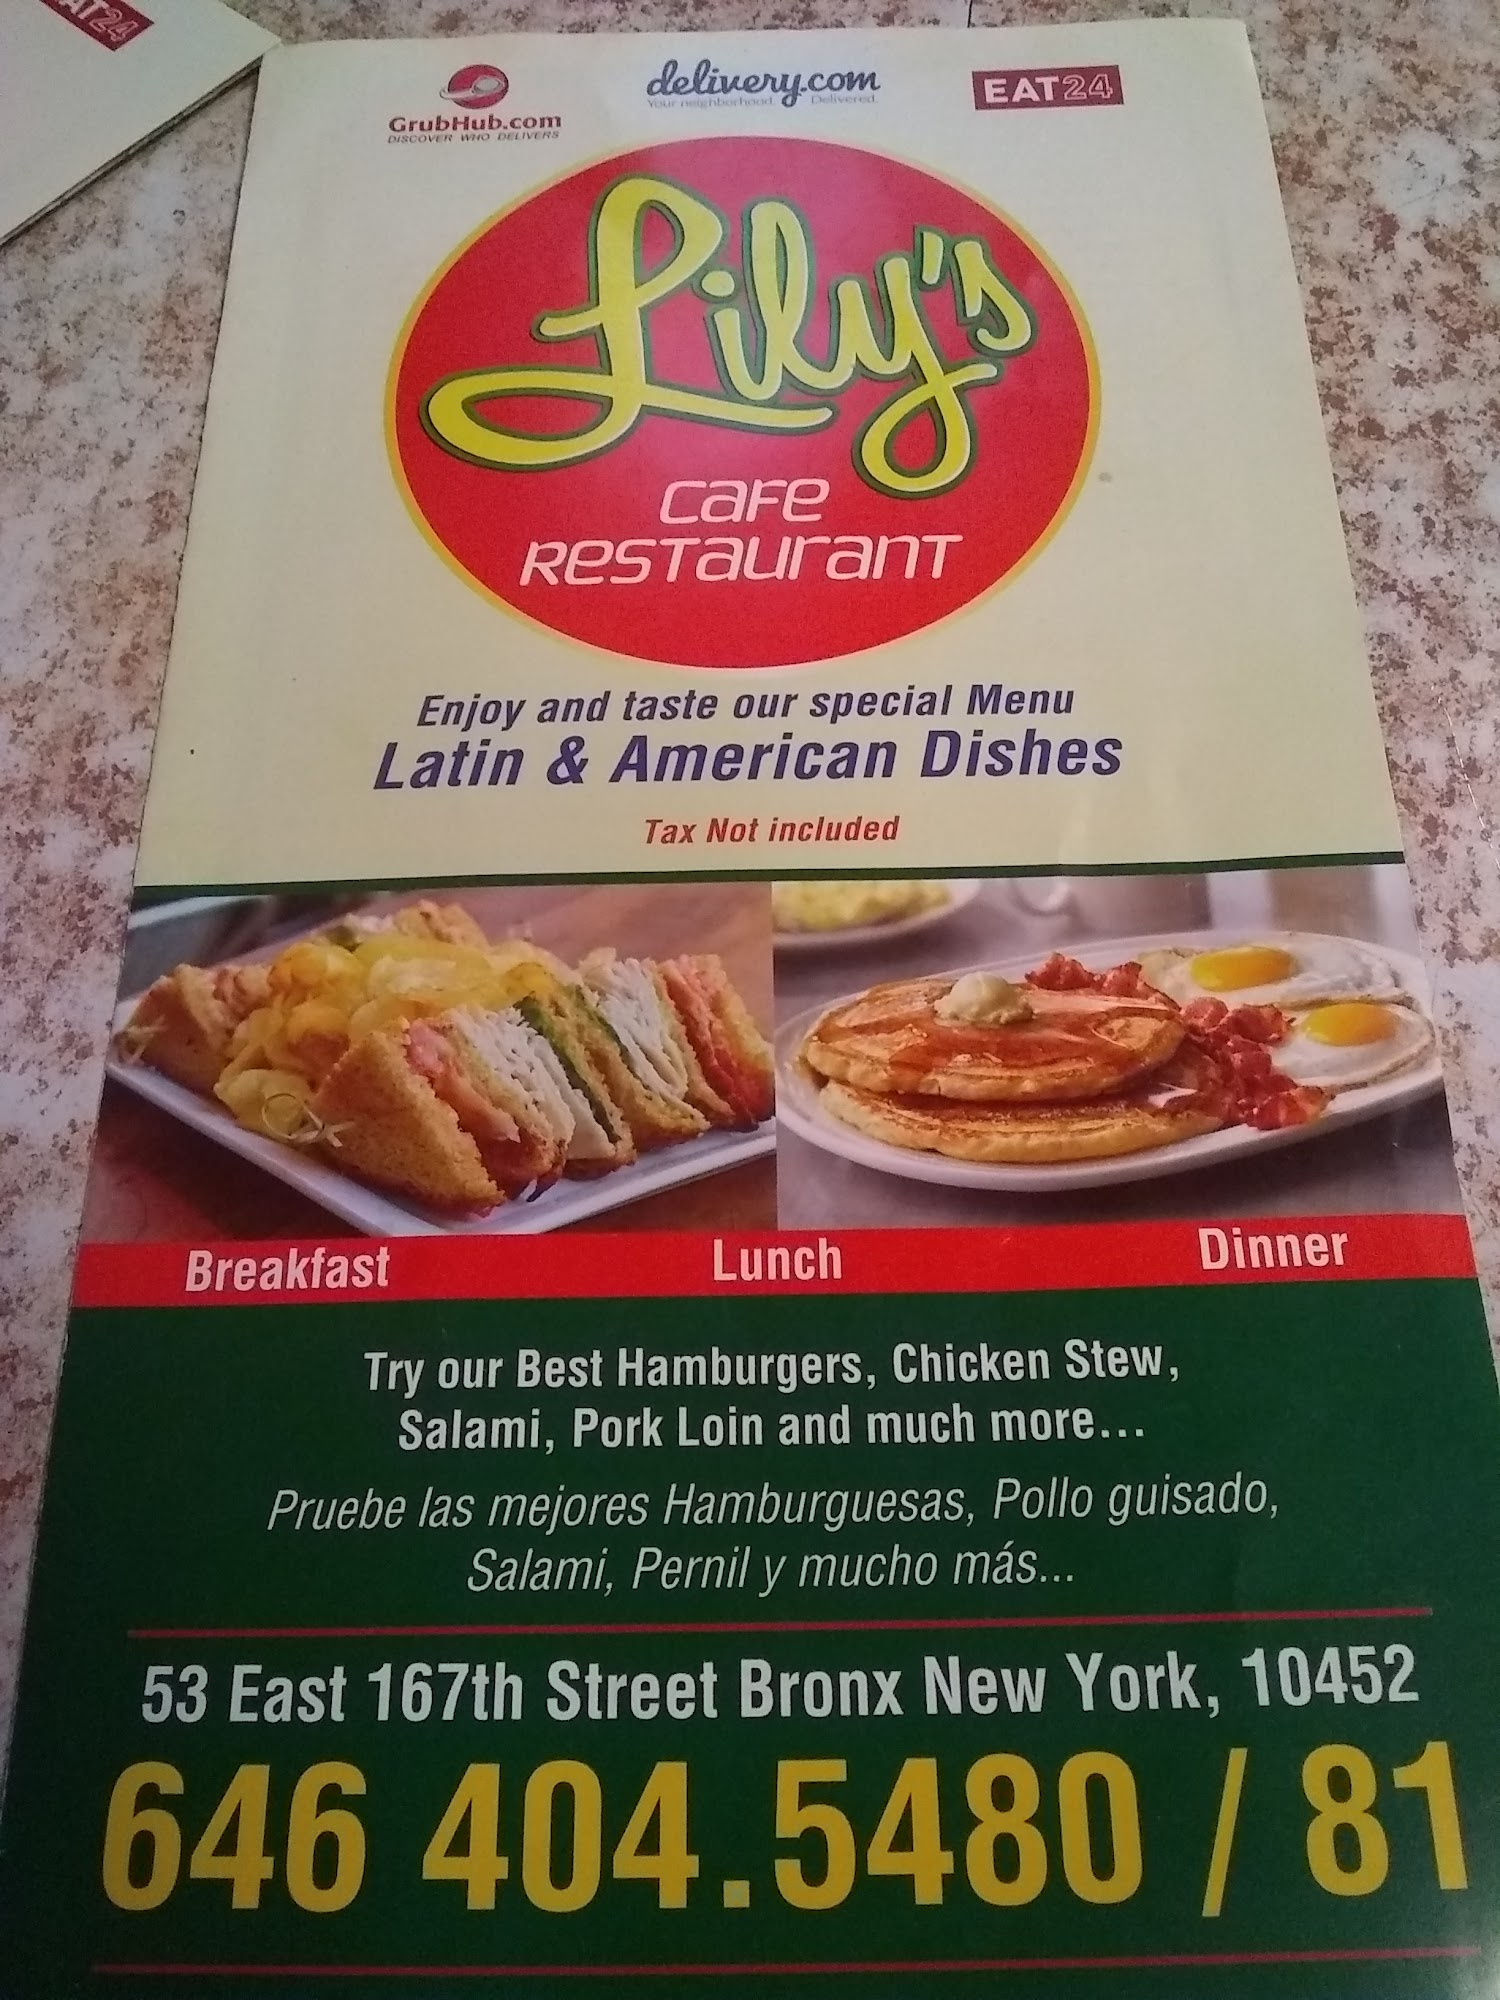 EAT24
GrubHub.com
DISCOVER WHO DELIVERS
delivery.com
Your neighborhood. Delivered.
EAT24
Lily's
CAFE
RESTAURANT
Enjoy and taste our special Menu
Latin & American Dishes
Tax Not included
Breakfast Lunch Dinner
Try our Best Hamburgers, Chicken Stew,
Salami, Pork Loin and much more...
Pruebe las mejores Hamburguesas, Pollo guisado,
Salami, Pernil y mucho más...
53 East 167th Street Bronx New York, 10452
646 404.5480 / 81